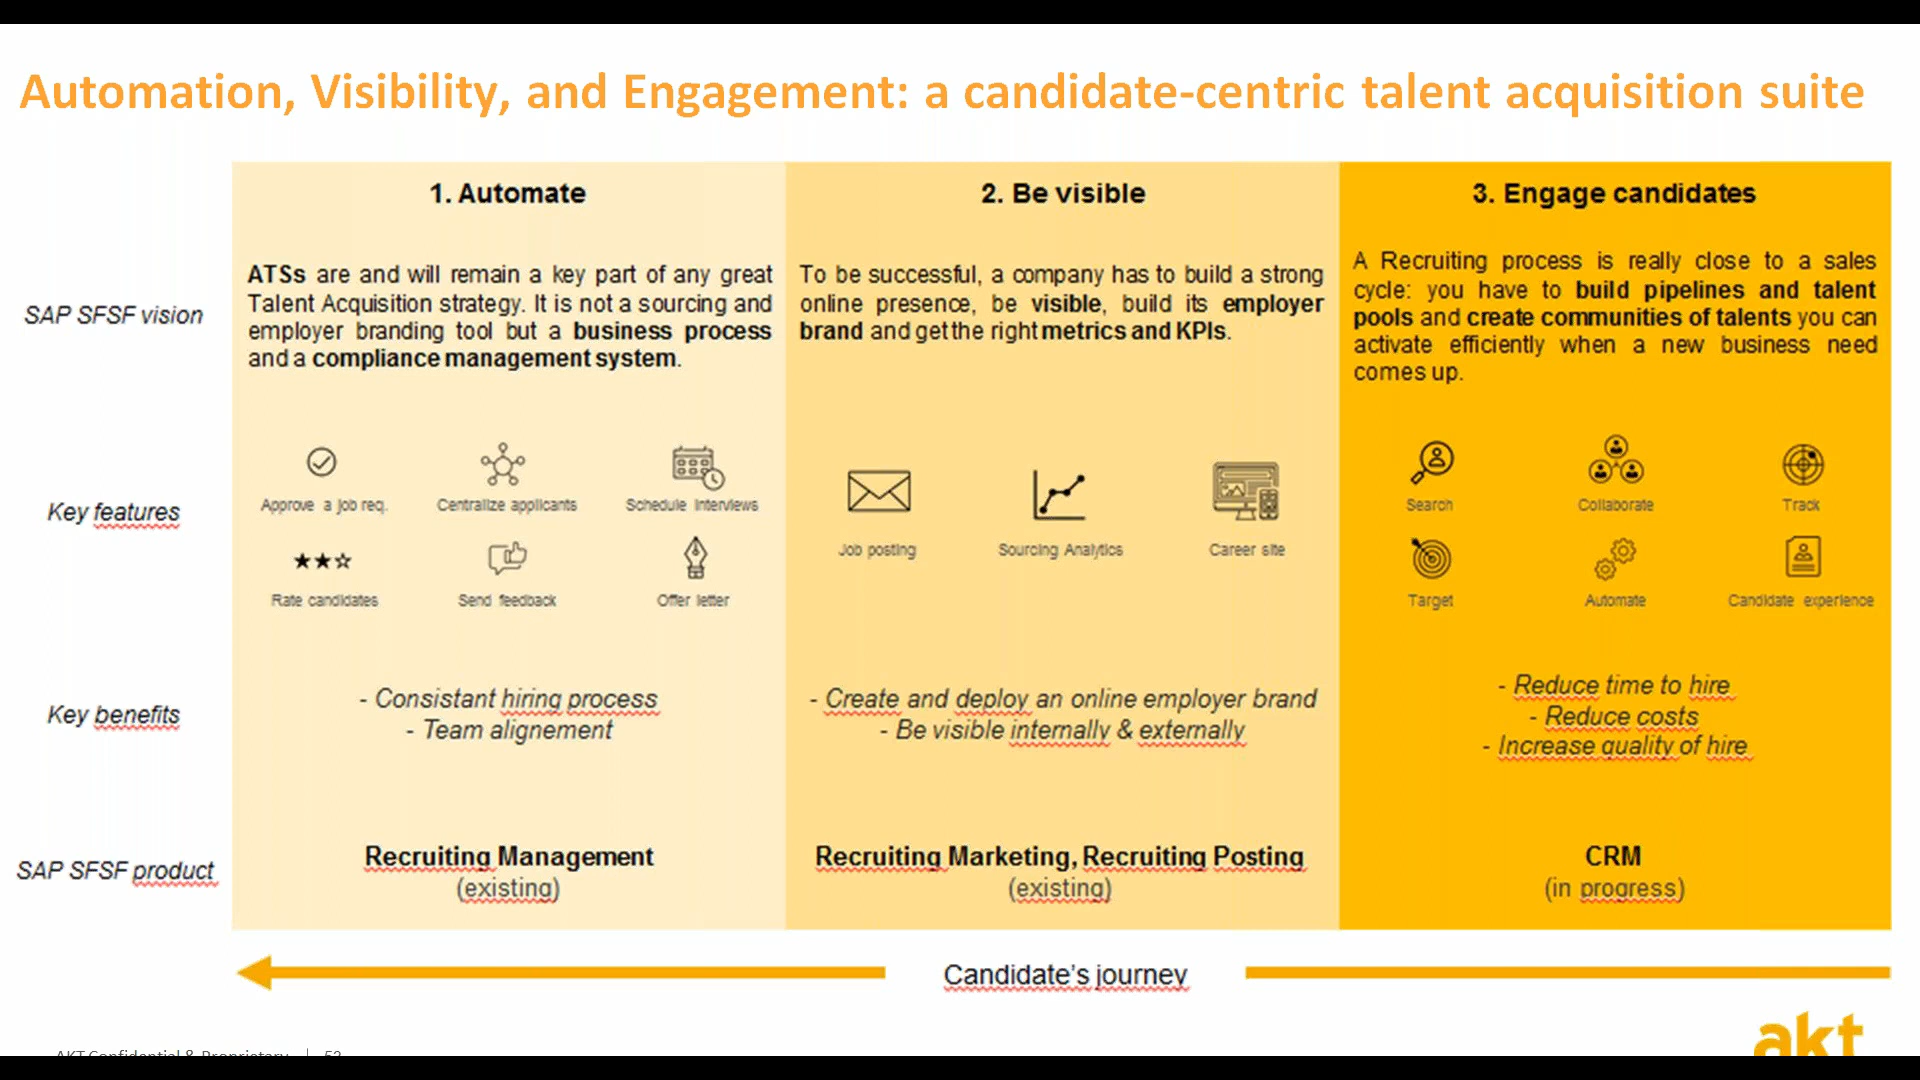 Automation, Visibility, and Engagement: a candidate-centric talent acquisition suite
1. Automate
2. Be visible
3. Engage candidates
SAP SFSF vision
ATSs are and will remain a key part of any great
Talent Acquisition strategy. It is not a sourcing and
employer branding tool but a business process
and a compliance management system.
To be successful, a company has to build a strong
online presence, be visible, build its employer
brand and get the right metrics and KPIs.
A Recruiting process is really close to a sales
cycle: you have to build pipelines and talent
pools and create communities of talents you can
activate efficiently when a new business need
comes up.
Key features
Approve a job req.
Centralize applicants
Schedule Interviews
Rate candidates
Send feedback
Offer letter
Job posting
Sourcing Analytics
Career site
Search
Collaborate
Track
Target
Automate
Candidate experience
Key benefits
- Consistant hiring process
- Team alignement
- Create and deploy an online employer brand
- Be visible internally & externally
- Reduce time to hire
- Reduce costs
- Increase quality of hire
SAP SFSF product
Recruiting Management
(existing)
Recruiting Marketing, Recruiting Posting
(existing)
CRM
(in progress)
Candidate's journey
AKT Confidential & Proprietary | 52
akt